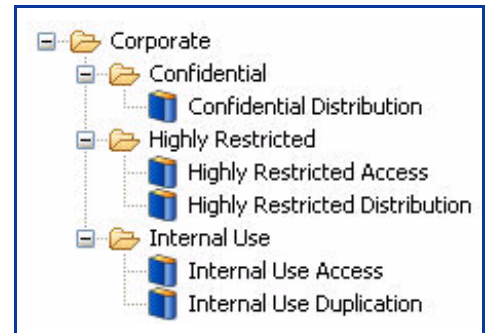 Corporate
Confidential
Confidential Distribution
Highly Restricted
Highly Restricted Access
Highly Restricted Distribution
Internal Use
Internal Use Access
Internal Use Duplication